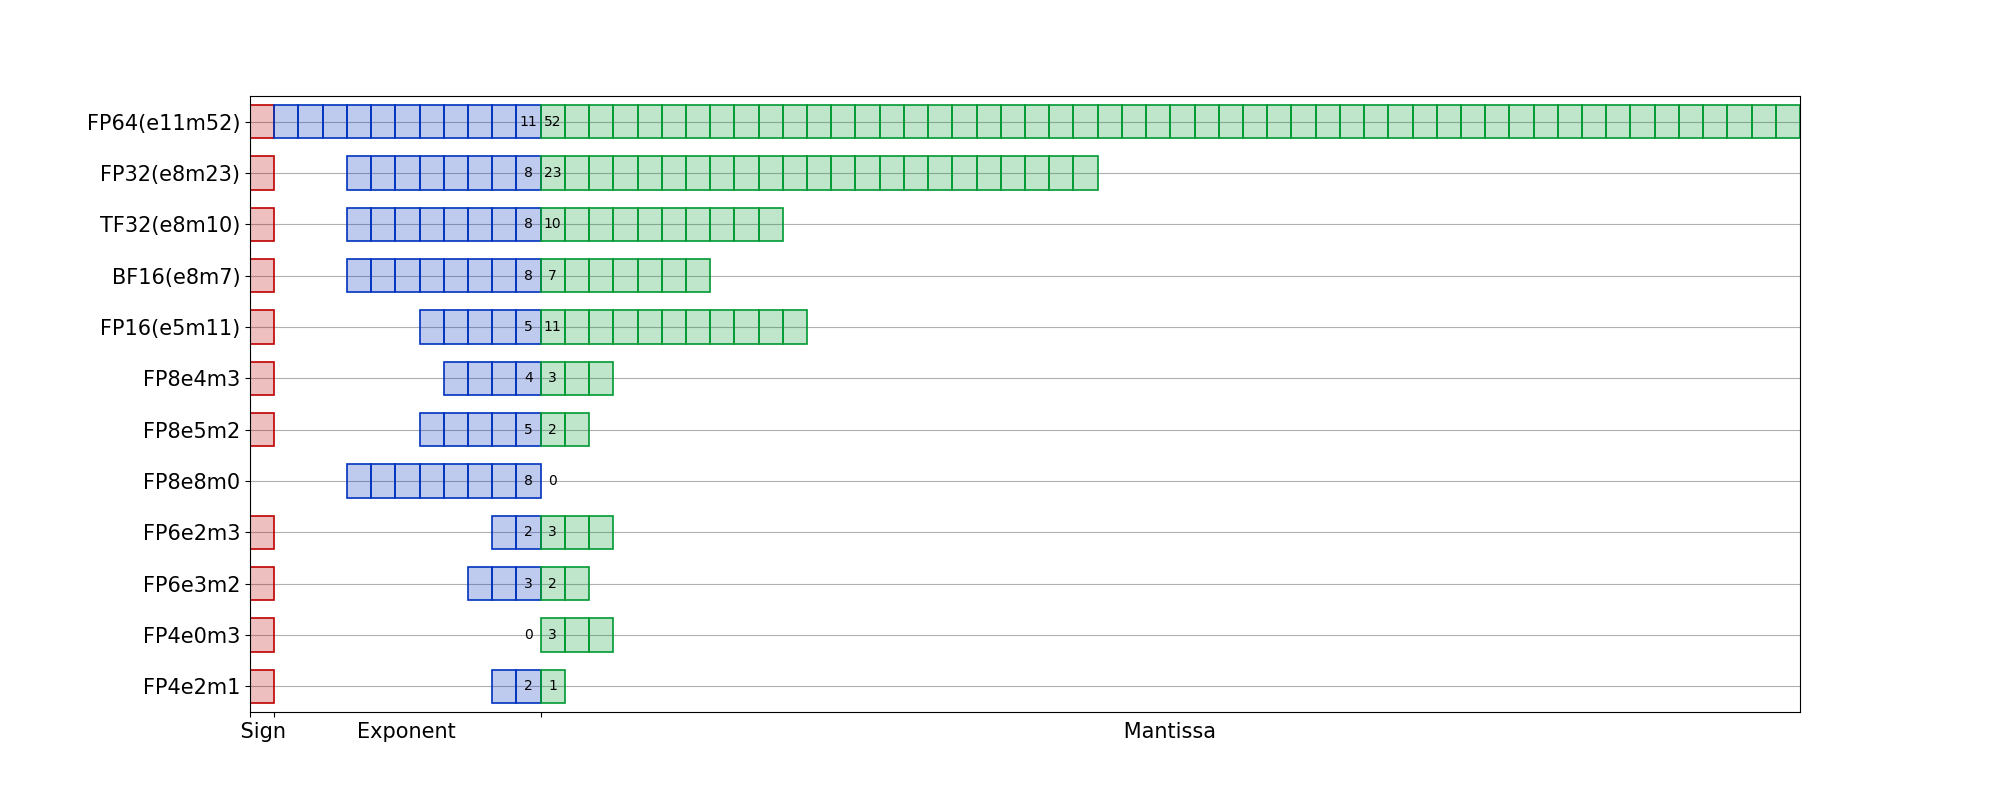 FP64(e11m52) 11 52
FP32(e8m23) 8 23
TF32(e8m10) 8 10
BF16(e8m7) 8 7
FP16(e5m11) 5 11
FP8e4m3 4 3
FP8e5m2 5 2
FP8e8m0 8 0
FP6e2m3 2 3
FP6e3m2 3 2
FP4e0m3 0 3
FP4e2m1 2 1
Sign Exponent Mantissa